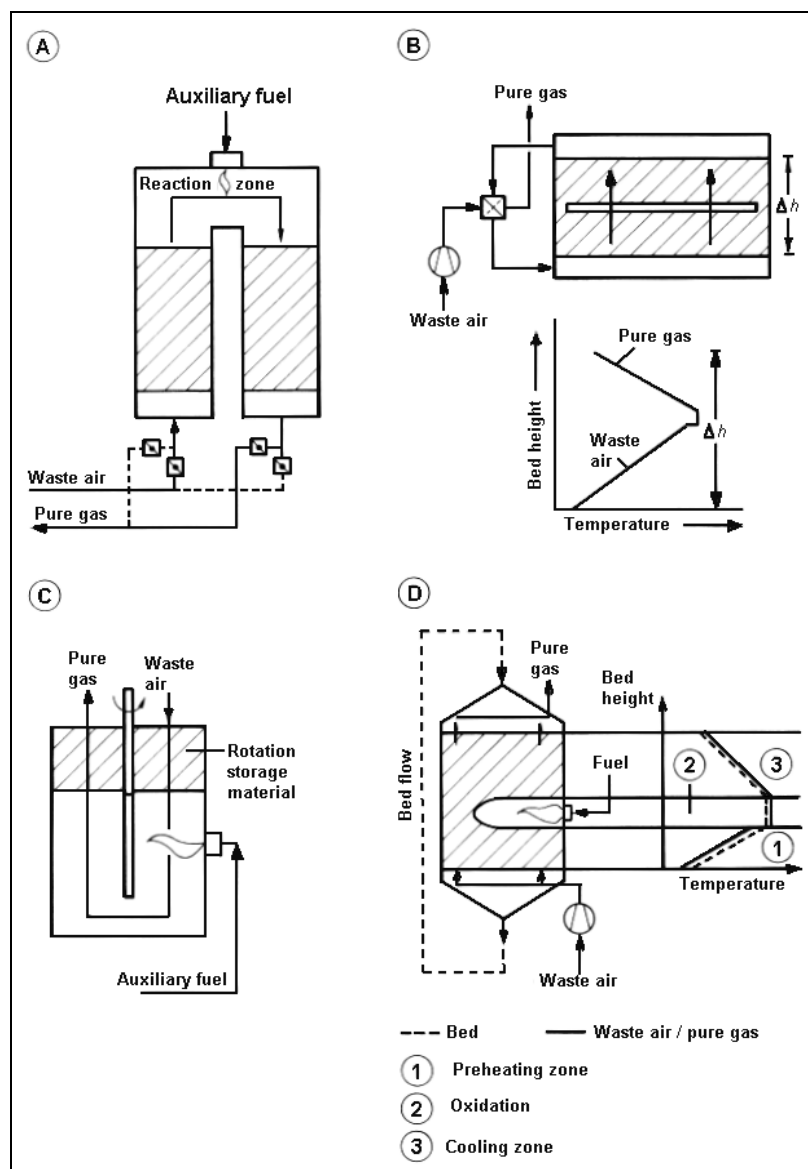 A
Auxiliary fuel
Reaction zone
Waste air
Pure gas
B
Pure gas
Δh
Waste air
Bed height
Pure gas
Waste
air
Δh
Temperature
C
Pure
gas
Waste
air
Rotation
storage
material
Auxiliary fuel
D
Pure
gas
Bed
height
Bed flow
Fuel
2
3
1
Temperature
Waste air
Bed
Waste air / pure gas
1 Preheating zone
2 Oxidation
3 Cooling zone